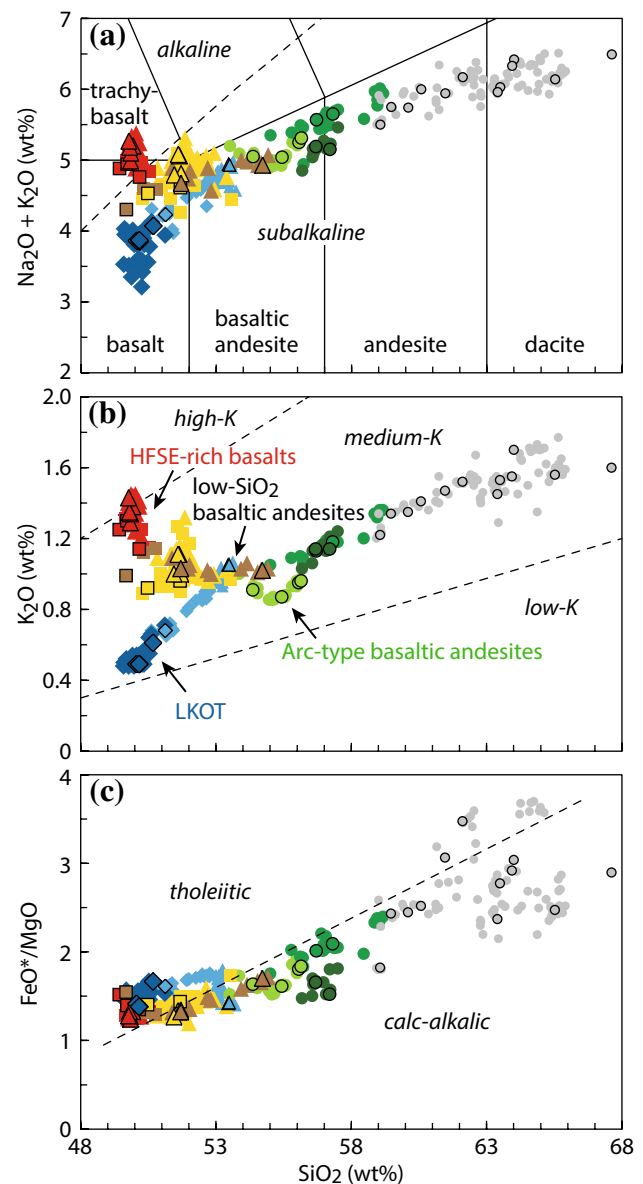 (a)
7
6
5
4
3
2
Na₂O + K₂O (wt%)
alkaline
trachy-
basalt
subalkaline
basalt
basaltic
andesite
andesite
dacite
(b)
2.0
1.6
1.2
0.8
0.4
0
K₂O (wt%)
high-K
medium-K
HFSE-rich basalts
low-SiO₂
basaltic andesites
low-K
Arc-type basaltic andesites
LKOT
(c)
4
3
2
1
0
FeO*/MgO
tholeiitic
calc-alkalic
48 53 58 63 68
SiO₂ (wt%)